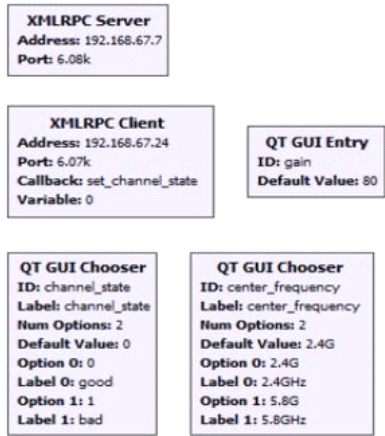 XMLRPC Server
Address: 192.168.67.7
Port: 6.08k
XMLRPC Client
Address: 192.168.67.24
Port: 6.07k
Callback: set_channel_state
Variable: 0
QT GUI Entry
ID: gain
Default Value: 80
QT GUI Chooser
ID: channel_state
Label: channel_state
Num Options: 2
Default Value: 0
Option 0: 0
Label 0: good
Option 1: 1
Label 1: bad
QT GUI Chooser
ID: center_frequency
Label: center_frequency
Num Options: 2
Default Value: 2.4G
Option 0: 2.4G
Label 0: 2.4GHz
Option 1: 5.8G
Label 1: 5.8GHz